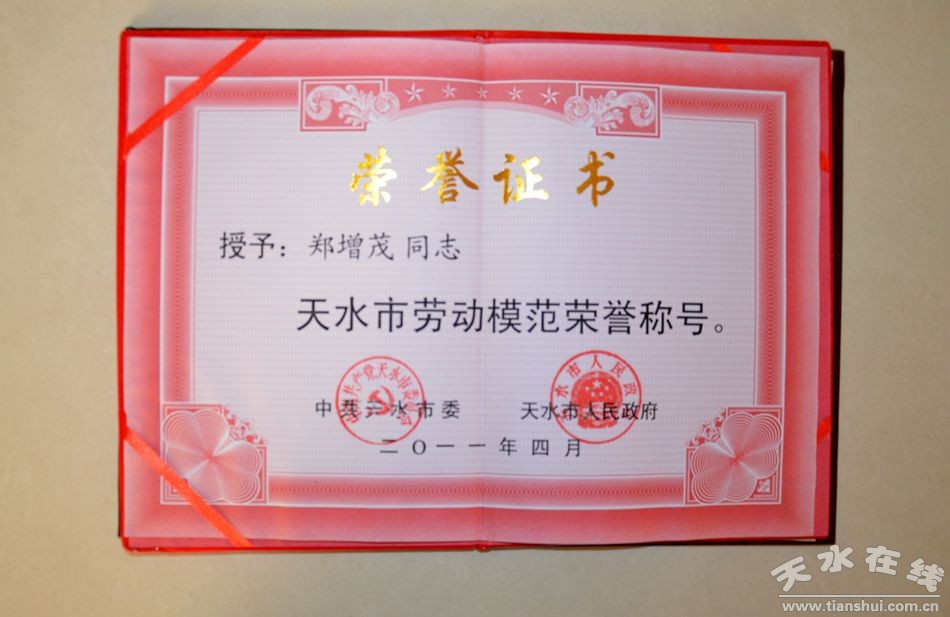 荣誉证书
授予：郑增茂 同志
天水市劳动模范荣誉称号。
中共天水市委 天水市人民政府
二〇一一年四月
天水在线
www.tianshui.com.cn